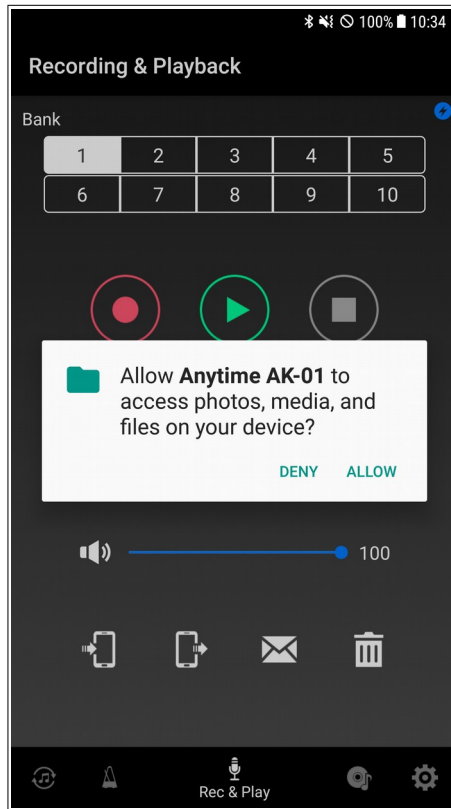 100% 10:34
Recording & Playback
Bank
1 2 3 4 5
6 7 8 9 10
Allow Anytime AK-01 to
access photos, media, and
files on your device?
DENY ALLOW
100
Rec & Play